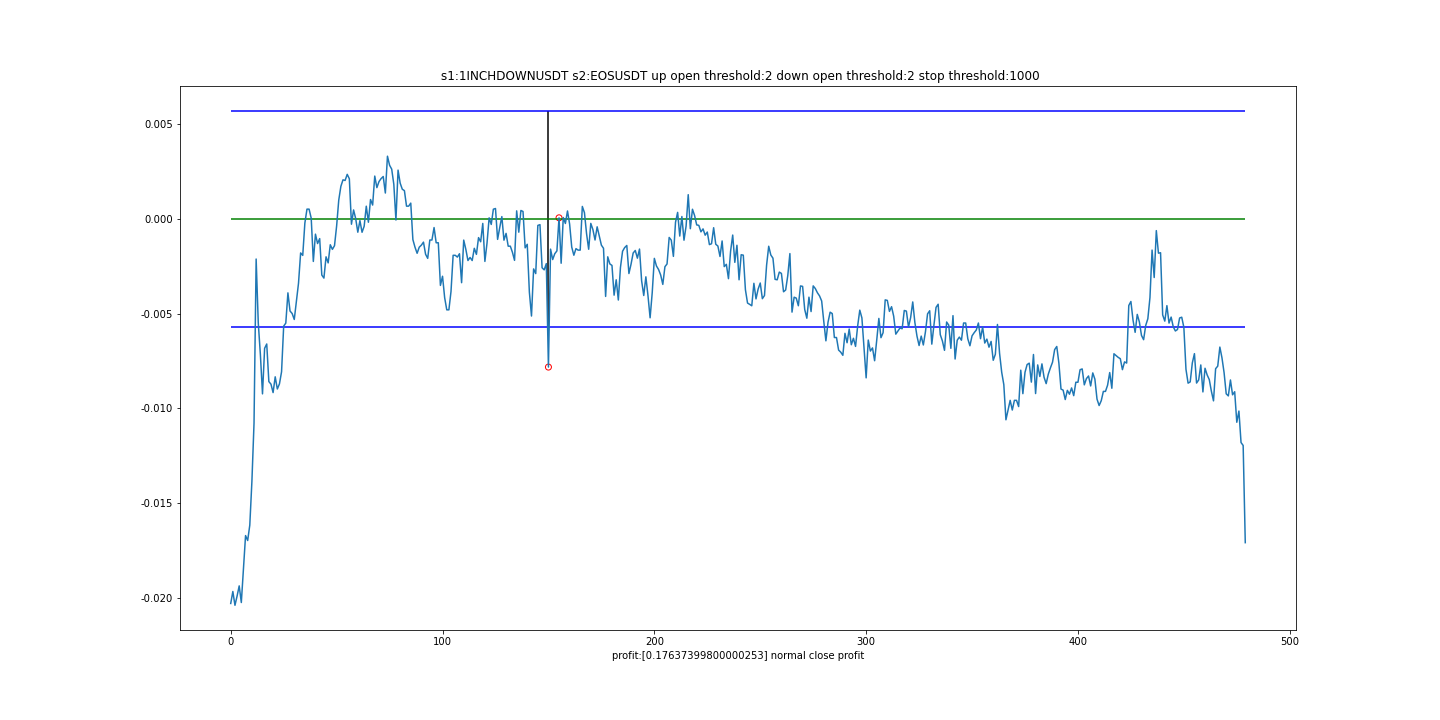 s1:1INCHDOWNUSDT s2:EOSUSDT up open threshold:2 down open threshold:2 stop threshold:1000
0.005
0.000
-0.005
-0.010
-0.015
-0.020
0 100 200 300 400 500
profit:[0.17637399800000253] normal close profit